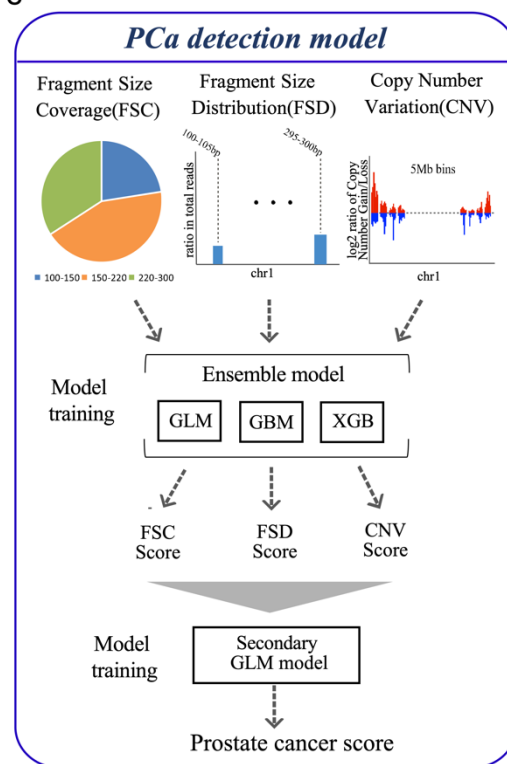 PCa detection model
Fragment Size
Coverage(FSC)
Fragment Size
Distribution(FSD)
Copy Number
Variation(CNV)
100-150
150-220
220-300
ratio in total reads
100-105bp
295-300bp
• • •
chr1
log2 ratio of Copy
Number Gain/Loss
5Mb bins
chr1
Model
training
Ensemble model
GLM
GBM
XGB
FSC
Score
FSD
Score
CNV
Score
Model
training
Secondary
GLM model
Prostate cancer score